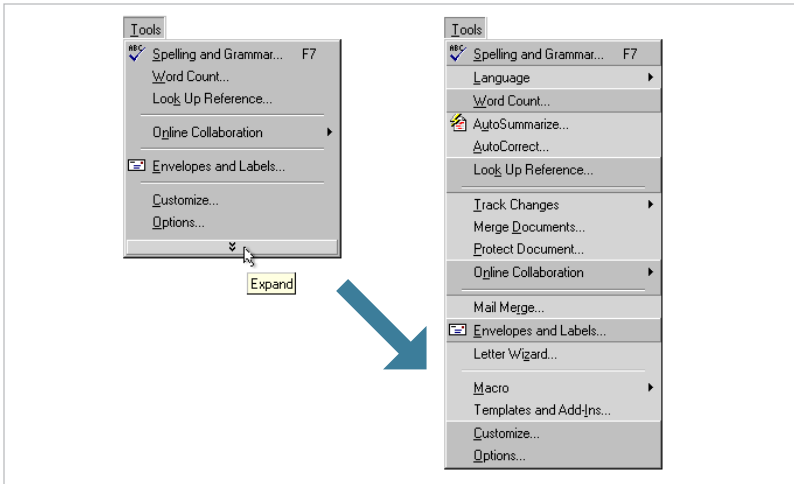 Tools
ABC Spelling and Grammar... F7
Word Count...
Look Up Reference...
Online Collaboration
Envelopes and Labels...
Customize...
Options...
Expand
Tools
ABC Spelling and Grammar... F7
Language
Word Count...
AutoSummarize...
AutoCorrect...
Look Up Reference...
Track Changes
Merge Documents...
Protect Document...
Online Collaboration
Mail Merge...
Envelopes and Labels...
Letter Wizard...
Macro
Templates and Add-Ins...
Customize...
Options...